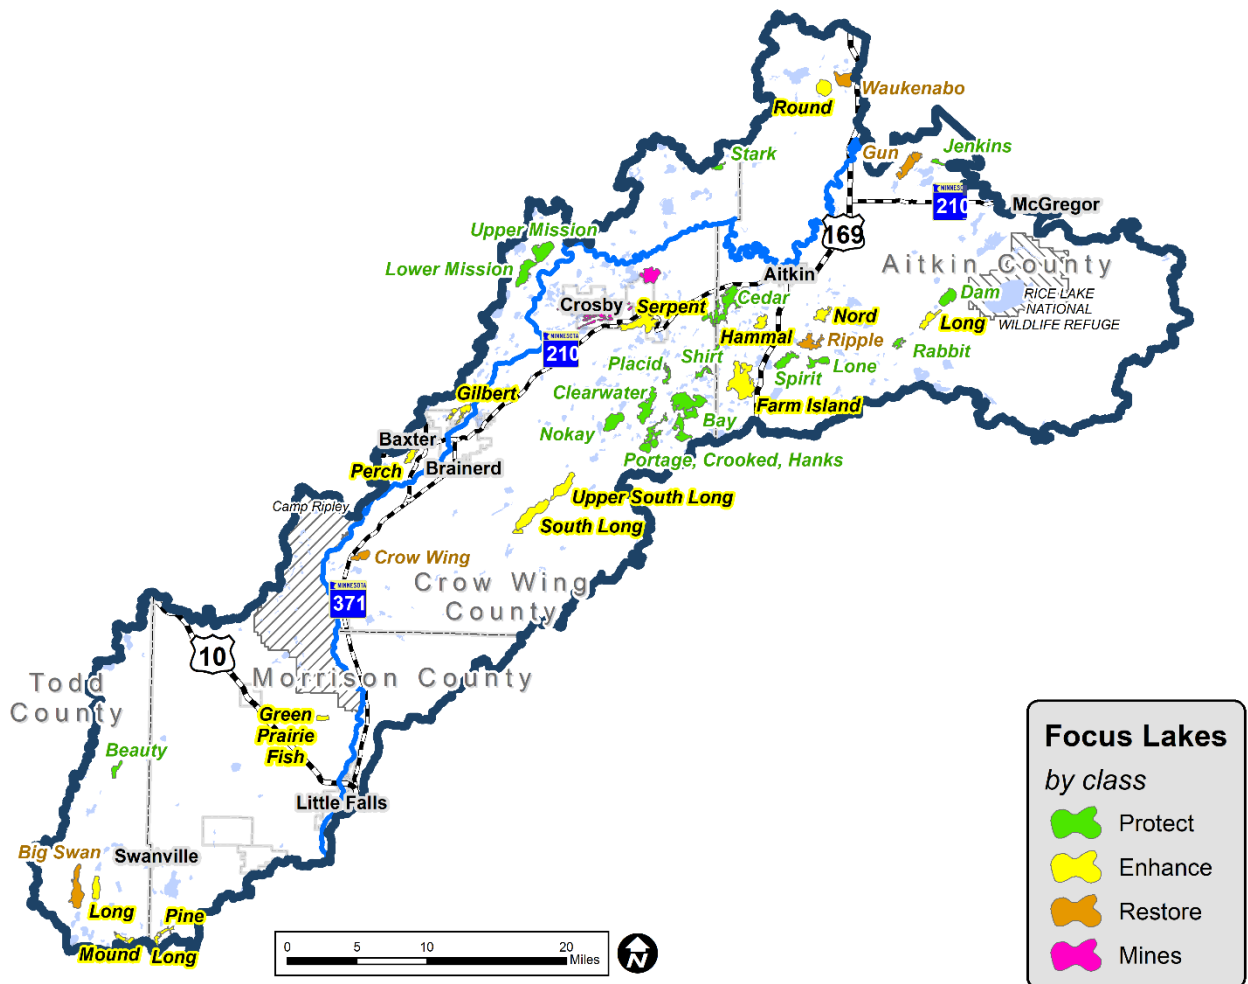 Waukenabo
Round
Stark
Gun
Jenkins
MINNESO
210
McGregor
Upper Mission
169
Lower Mission
Aitkin
Aitkin County
Crosby
Serpent
Cedar
Dam
RICE LAKE
NATIONAL
WILDLIFE REFUGE
Nord
Long
Hammal
MINNESOTA
210
Ripple
Rabbit
Placid
Shirt
Spirit
Lone
Clearwater
Gilbert
Farm Island
Nokay
Bay
Baxter
Portage, Crooked, Hanks
Perch
Brainerd
Upper South Long
Camp Ripley
South Long
Crow Wing
Crow Wing
County
MINNESOTA
371
10
Morrison County
Todd
County
Green
Prairie
Fish
Beauty
Little Falls
Big Swan
Swanville
Long
Pine
Mound
Long
0
5
10
20
Miles
N
Focus Lakes
by class
Protect
Enhance
Restore
Mines